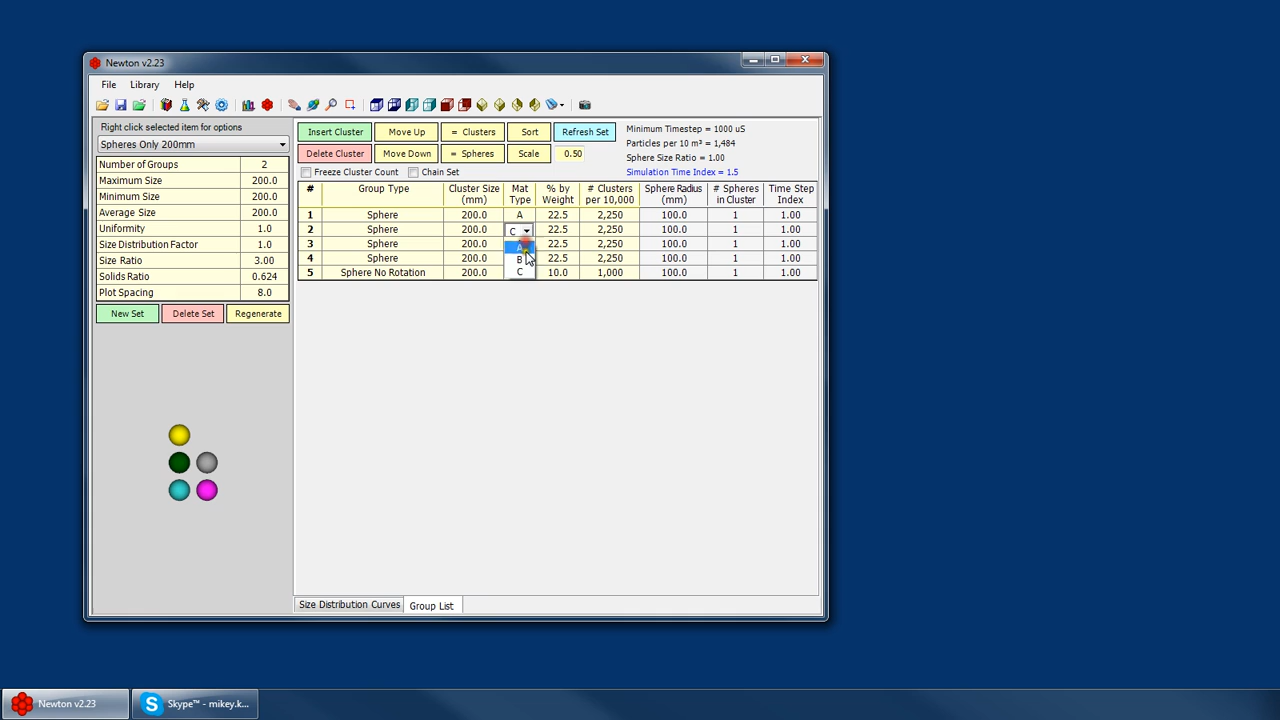 Newton v2.23
File Library Help
Right click selected item for options
Spheres Only 200mm
Number of Groups 2
Maximum Size 200.0
Minimum Size 200.0
Average Size 200.0
Uniformity 1.0
Size Distribution Factor 1.0
Size Ratio 3.00
Solids Ratio 0.624
Plot Spacing 8.0
New Set Delete Set Regenerate
Insert Cluster Move Up = Clusters Sort Refresh Set
Delete Cluster Move Down = Spheres Scale 0.50
Freeze Cluster Count Chain Set
Minimum Timestep = 1000 uS
Particles per 10 m³ = 1,484
Sphere Size Ratio = 1.00
Simulation Time Index = 1.5
# Group Type Cluster Size (mm) Mat Type % by Weight # Clusters per 10,000 Sphere Radius (mm) # Spheres in Cluster Time Step Index
1 Sphere 200.0 A 22.5 2,250 100.0 1 1.00
2 Sphere 200.0 C 22.5 2,250 100.0 1 1.00
3 Sphere 200.0 22.5 2,250 100.0 1 1.00
4 Sphere 200.0 22.5 2,250 100.0 1 1.00
5 Sphere No Rotation 200.0 10.0 1,000 100.0 1 1.00
A
B
C
Size Distribution Curves Group List
Newton v2.23 Skype™ - mikey.k...